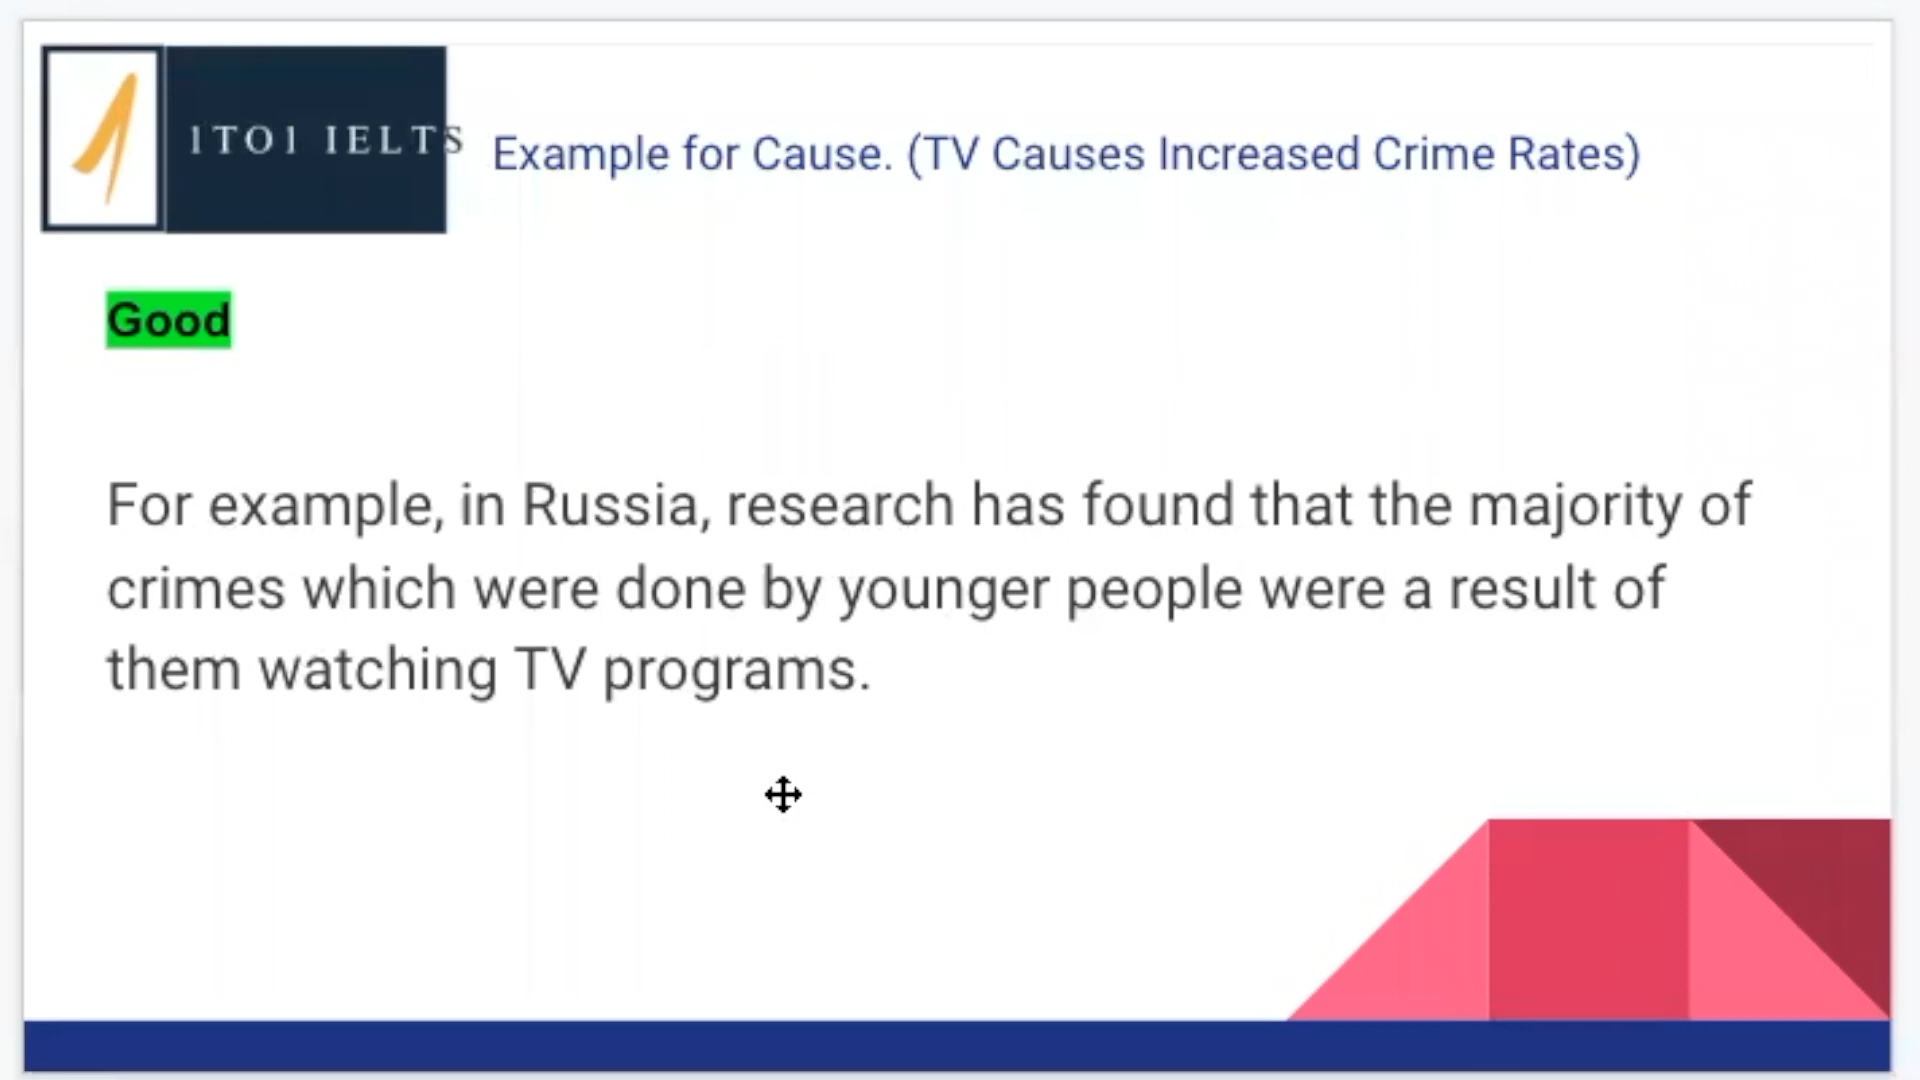 1TO1 IELTS
Example for Cause. (TV Causes Increased Crime Rates)
Good
For example, in Russia, research has found that the majority of
crimes which were done by younger people were a result of
them watching TV programs.